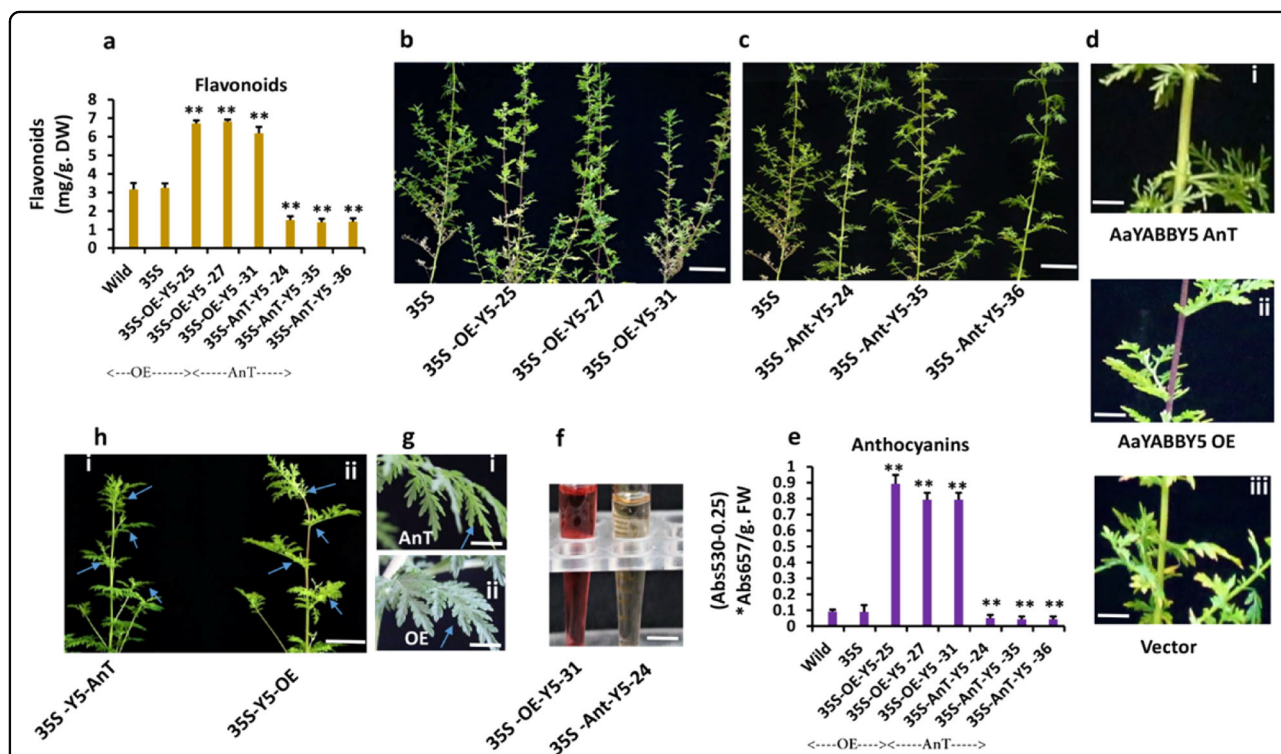 a
Flavonoids
Flavonoids
(mg/g. DW)
8
7
6
5
4
3
2
1
0
** ** ** ** ** **
Wild
35S
35S-OE-Y5-25
35S-OE-Y5-27
35S-OE-Y5-31
35S-AnT-Y5-24
35S-AnT-Y5-35
35S-AnT-Y5-36
<---OE------><-----AnT----->
b
35S
35S -OE-Y5-25
35S -OE-Y5-27
35S -OE-Y5-31
c
35S
35S -Ant-Y5-24
35S -Ant-Y5-35
35S -Ant-Y5-36
d
i
AaYABBY5 AnT
ii
AaYABBY5 OE
iii
Vector
h
i
ii
35S -Y5-AnT
35S-Y5-OE
g
i
AnT
ii
OE
f
35S -OE-Y5-31
35S -Ant-Y5-24
e
Anthocyanins
(Abs530-0.25)
*Abs657/g. FW
1
0.9
0.8
0.7
0.6
0.5
0.4
0.3
0.2
0.1
0
** ** ** ** ** **
Wild
35S
35S-OE-Y5-25
35S-OE-Y5-27
35S-OE-Y5-31
35S-AnT-Y5-24
35S-AnT-Y5-35
35S-AnT-Y5-36
<----OE------><-----AnT----->